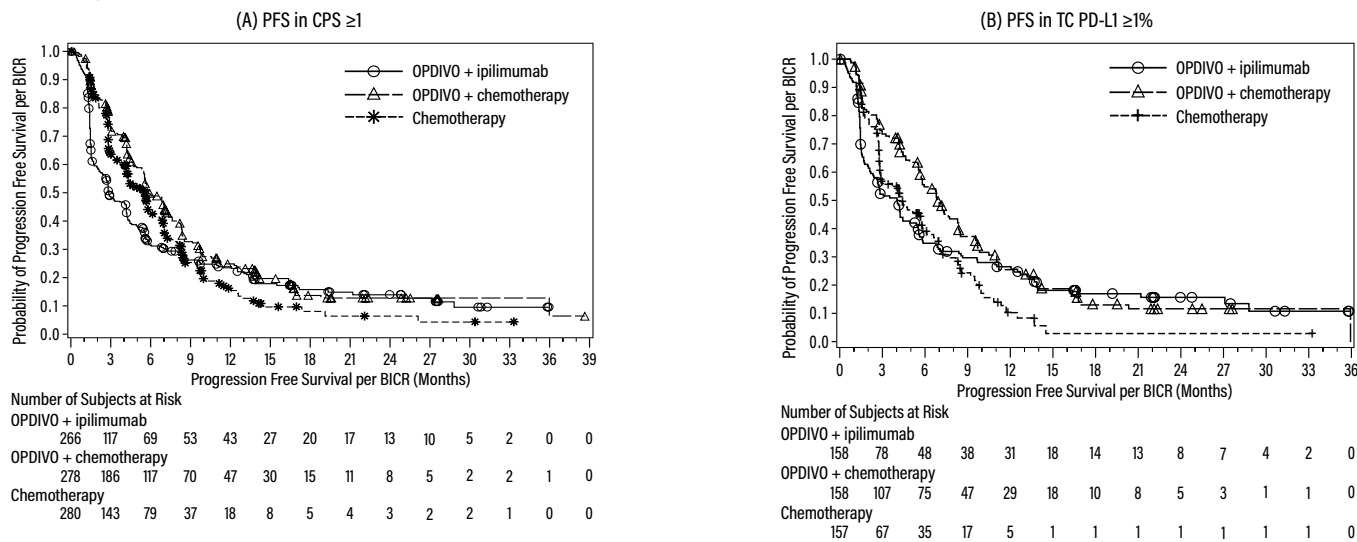 (A) PFS in CPS ≥1
Probability of Progression Free Survival per BICR
1.0
0.9
0.8
0.7
0.6
0.5
0.4
0.3
0.2
0.1
0.0
OPDIVO + ipilimumab
OPDIVO + chemotherapy
Chemotherapy
0 3 6 9 12 15 18 21 24 27 30 33 36 39
Progression Free Survival per BICR (Months)
Number of Subjects at Risk
OPDIVO + ipilimumab
266 117 69 53 43 27 20 17 13 10 5 2 0 0
OPDIVO + chemotherapy
278 186 117 70 47 30 15 11 8 5 2 2 1 0
Chemotherapy
280 143 79 37 18 8 5 4 3 2 2 1 0 0
(B) PFS in TC PD-L1 ≥1%
Probability of Progression Free Survival per BICR
1.0
0.9
0.8
0.7
0.6
0.5
0.4
0.3
0.2
0.1
0.0
OPDIVO + ipilimumab
OPDIVO + chemotherapy
Chemotherapy
0 3 6 9 12 15 18 21 24 27 30 33 36
Progression Free Survival per BICR (Months)
Number of Subjects at Risk
OPDIVO + ipilimumab
158 78 48 38 31 18 14 13 8 7 4 2 0
OPDIVO + chemotherapy
158 107 75 47 29 18 10 8 5 3 1 1 0
Chemotherapy
157 67 35 17 5 1 1 1 1 1 1 1 0